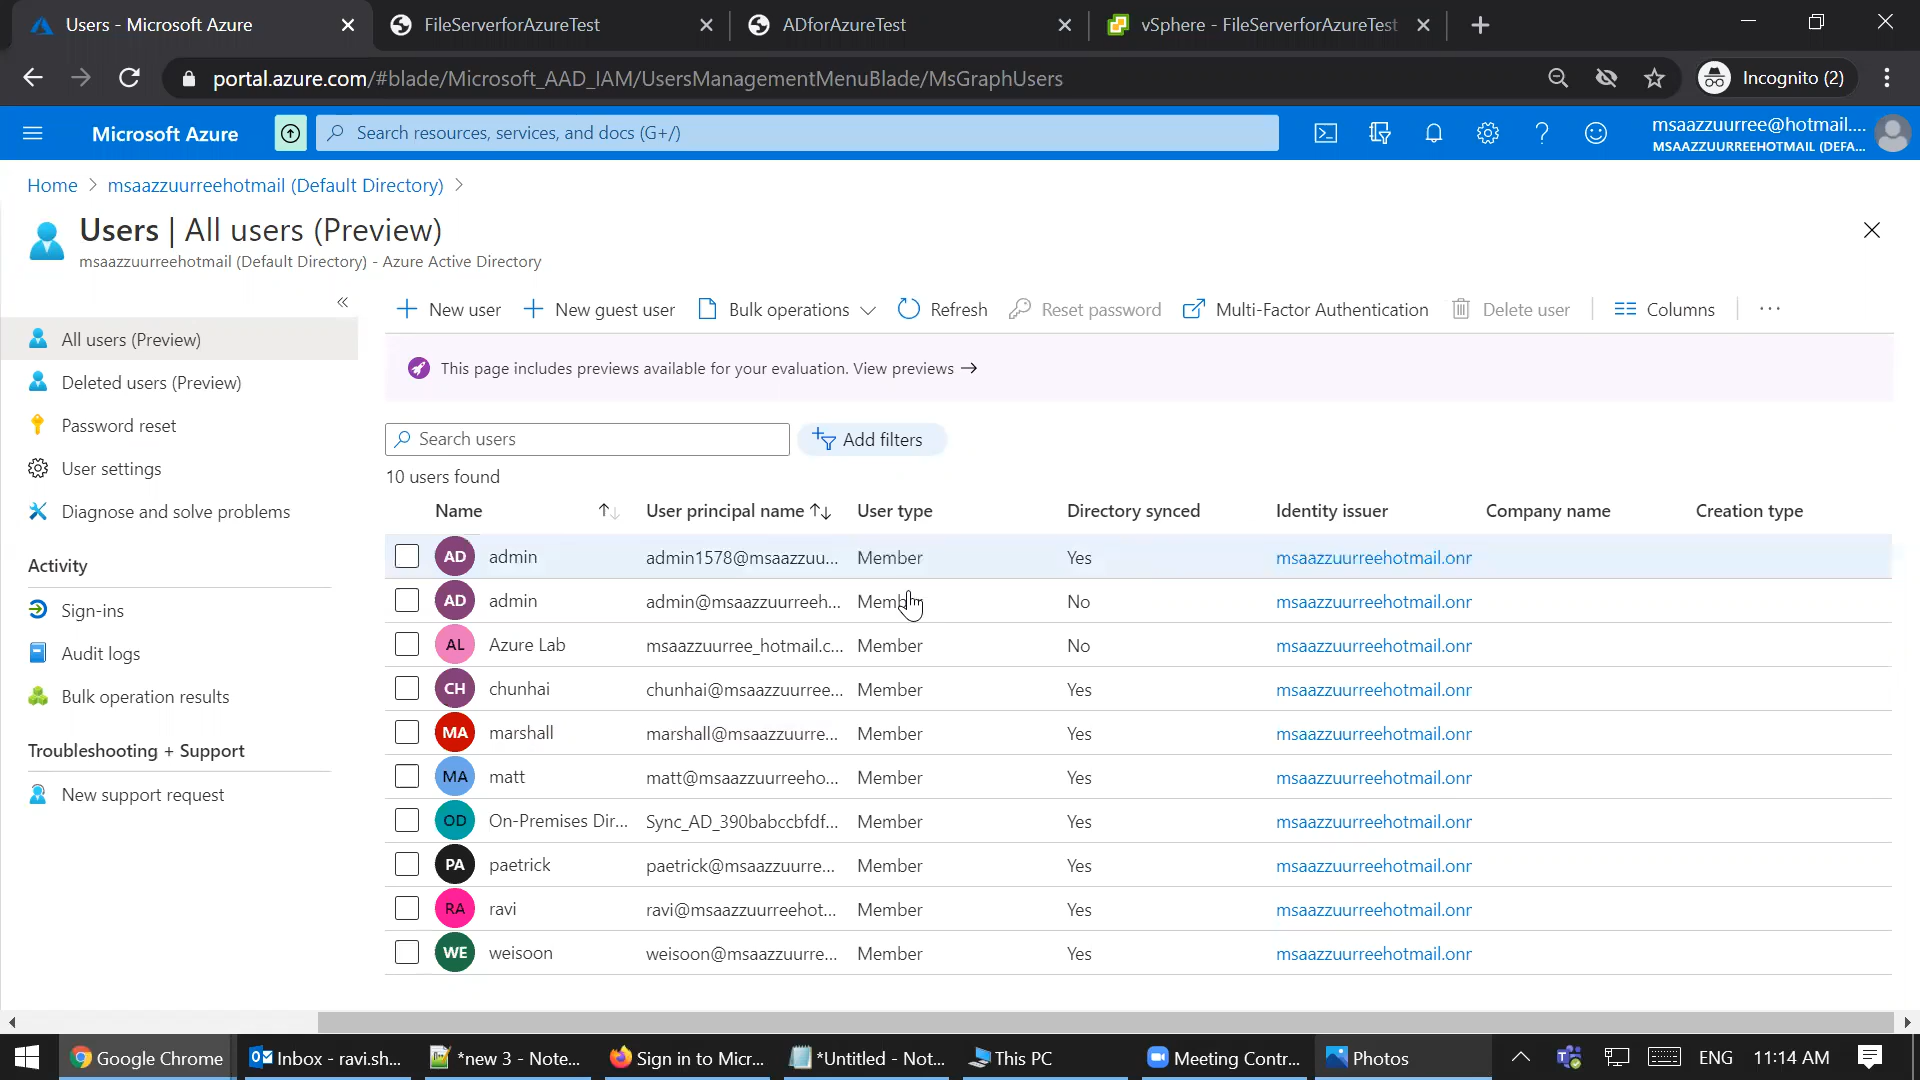 Users - Microsoft Azure
FileServerforAzureTest
ADforAzureTest
vSphere - FileServerforAzureTest
portal.azure.com/#blade/Microsoft_AAD_IAM/UsersManagementMenuBlade/MsGraphUsers
Incognito (2)
Microsoft Azure
Search resources, services, and docs (G+/)
msaazzuurree@hotmail....
MSAAZZUURREEHOTMAIL (DEFA...
Home > msaazzuurreehotmail (Default Directory) >
Users | All users (Preview)
msaazzuurreehotmail (Default Directory) - Azure Active Directory
All users (Preview)
Deleted users (Preview)
Password reset
User settings
Diagnose and solve problems
Activity
Sign-ins
Audit logs
Bulk operation results
Troubleshooting + Support
New support request
New user New guest user Bulk operations Refresh Reset password Multi-Factor Authentication Delete user Columns ...
This page includes previews available for your evaluation. View previews →
Search users
Add filters
10 users found
Name User principal name User type Directory synced Identity issuer Company name Creation type
AD admin admin1578@msaazzuu... Member Yes msaazzuurreehotmail.onr
AD admin admin@msaazzuurreeh... Member No msaazzuurreehotmail.onr
AL Azure Lab msaazzuurree_hotmail.c... Member No msaazzuurreehotmail.onr
CH chunhai chunhai@msaazzuurree... Member Yes msaazzuurreehotmail.onr
MA marshall marshall@msaazzuurre... Member Yes msaazzuurreehotmail.onr
MA matt matt@msaazzuurreeho... Member Yes msaazzuurreehotmail.onr
OD On-Premises Dir... Sync_AD_390babccbfdf... Member Yes msaazzuurreehotmail.onr
PA paetrick paetrick@msaazzuurre... Member Yes msaazzuurreehotmail.onr
RA ravi ravi@msaazzuurreehot... Member Yes msaazzuurreehotmail.onr
WE weisoon weisoon@msaazzuurre... Member Yes msaazzuurreehotmail.onr
Google Chrome
Inbox - ravi.sh...
*new 3 - Note...
Sign in to Micr...
*Untitled - Not...
This PC
Meeting Contr...
Photos
ENG
11:14 AM